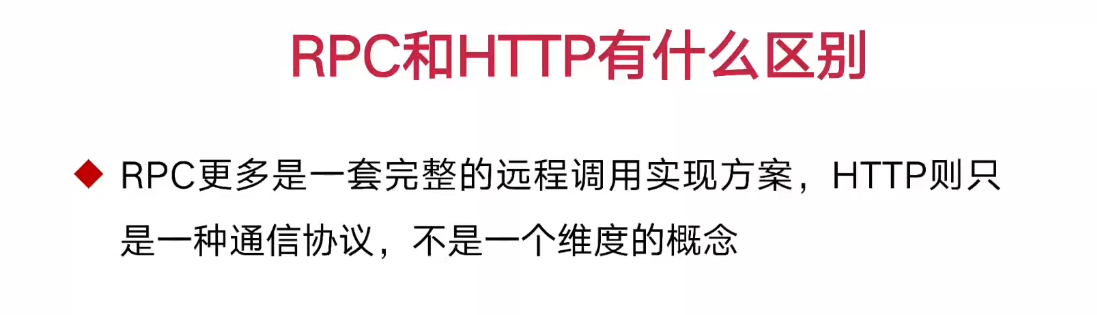 RPC和HTTP有什么区别
RPC更多是一套完整的远程调用实现方案，HTTP则只
是一种通信协议，不是一个维度的概念